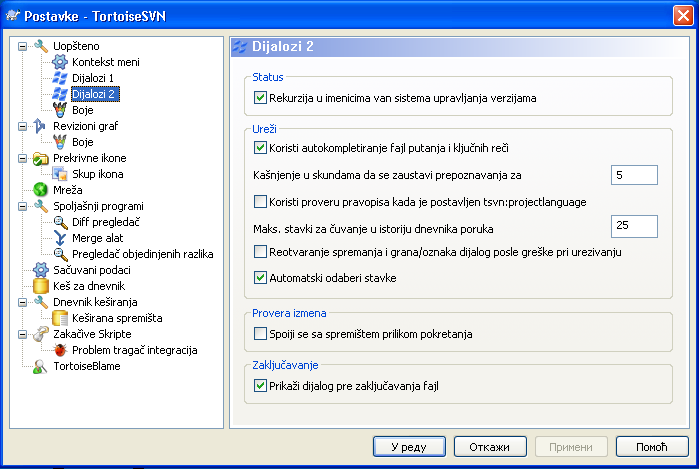 Postavke - TortoiseSVN
Uopšteno
Kontekst meni
Dijalozi 1
Dijalozi 2
Boje
Revizioni graf
Boje
Prekrivne ikone
Skup ikona
Mreža
Spoljašnji programi
Diff pregledač
Merge alat
Pregledač objedinjenih razlika
Sačuvani podaci
Keš za dnevnik
Dnevnik keširanja
Keširana spremišta
Zakačive Skripte
Problem tragač integracija
TortoiseBlame
Dijalozi 2
Status
Rekurzija u imenicima van sistema upravljanja verzijama
Ureži
Koristi autokompletiranje fajl putanja i ključnih reči
Kašnjenje u skundama da se zaustavi prepoznavanja za 5
Koristi proveru pravopisa kada je postavljen tsvn:projectlanguage
Maks. stavki za čuvanje u istoriju dnevnika poruka 25
Reotvaranje spremanja i grana/oznaka dijalog posle greške pri urezivanju
Automatski odaberi stavke
Provera izmena
Spoiji se sa spremištem prilikom pokretanja
Zaključavanje
Prikaži dijalog pre zaključavanja fajl
У реду Откажи Примени Помоћ